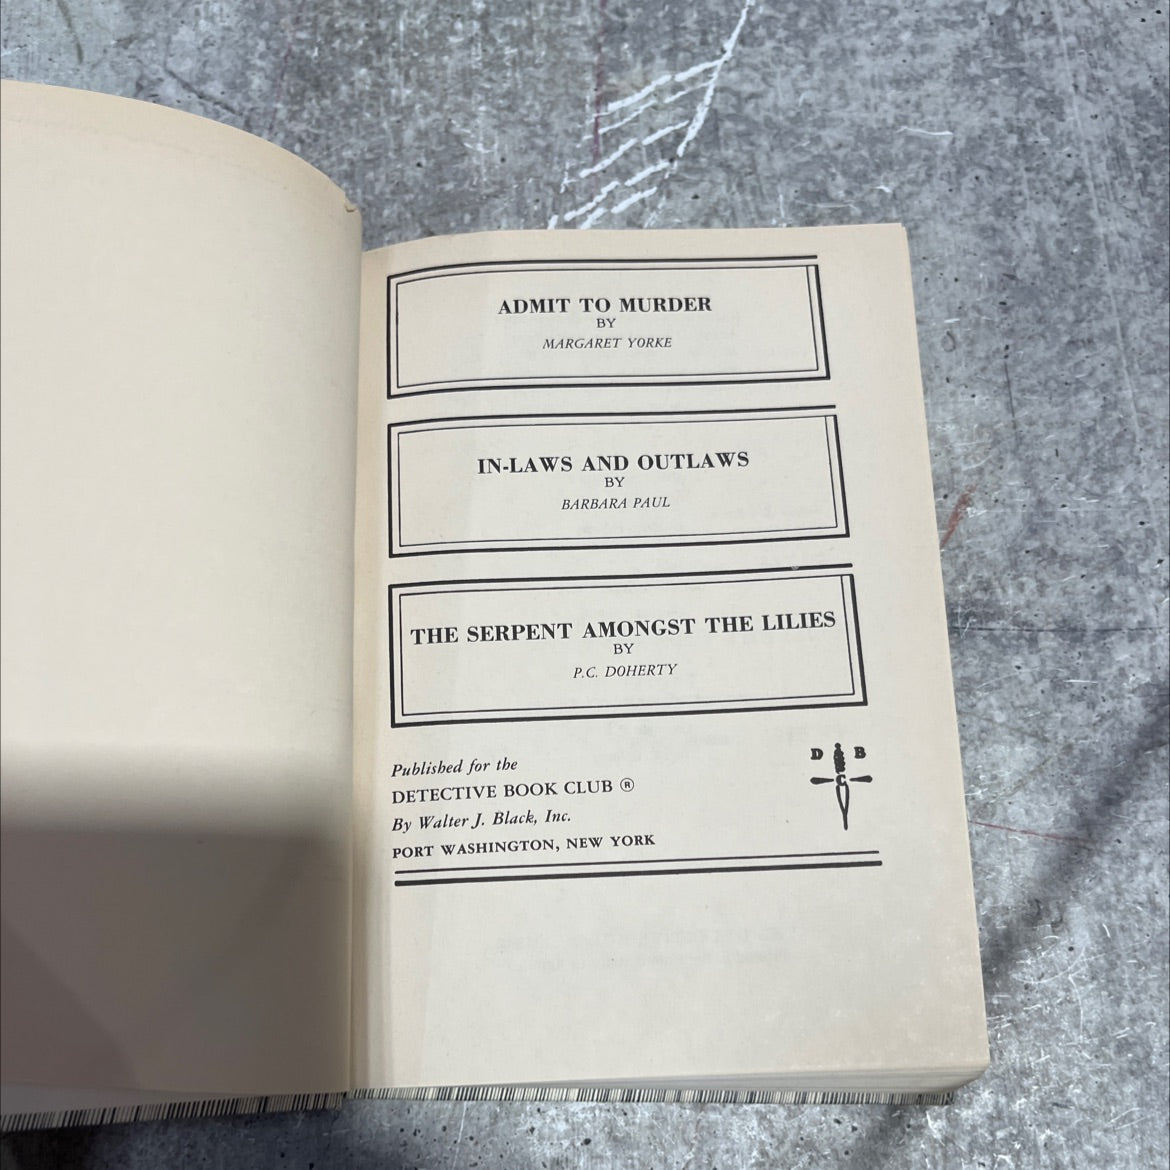 ADMIT TO MURDER
BY
MARGARET YORKE
IN-LAWS AND OUTLAWS
BY
BARBARA PAUL
THE SERPENT AMONGST THE LILIES
BY
P.C. DOHERTY
Published for the
DETECTIVE BOOK CLUB ®
By Walter J. Black, Inc.
PORT WASHINGTON, NEW YORK
D B
C